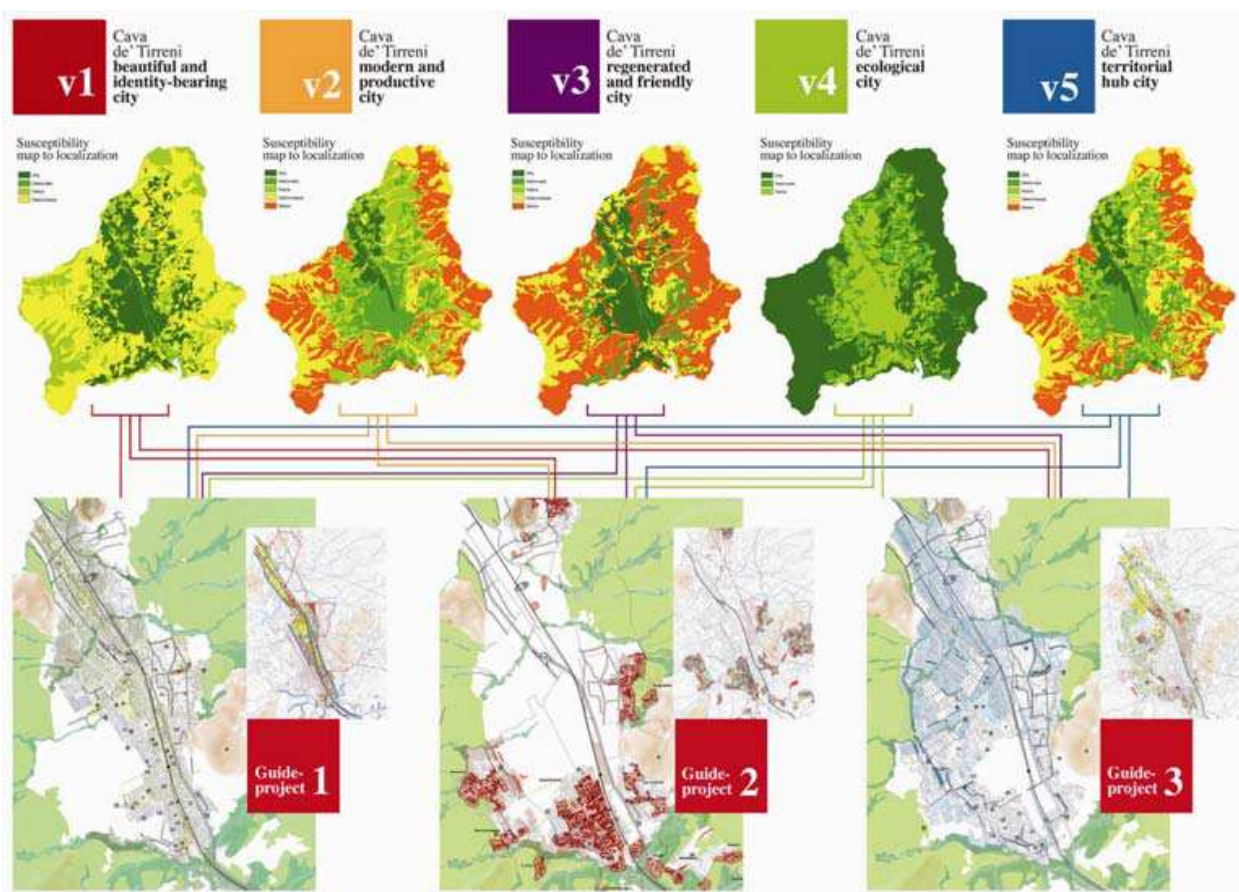 v1
Cava
de' Tirreni
beautiful and
identity-bearing
city
v2
Cava
de' Tirreni
modern and
productive
city
v3
Cava
de' Tirreni
regenerated
and friendly
city
v4
Cava
de' Tirreni
ecological
city
v5
Cava
de' Tirreni
territorial
hub city
Susceptibility
map to localization
Susceptibility
map to localization
Susceptibility
map to localization
Susceptibility
map to localization
Susceptibility
map to localization
Guide-
project 1
Guide-
project 2
Guide-
project 3